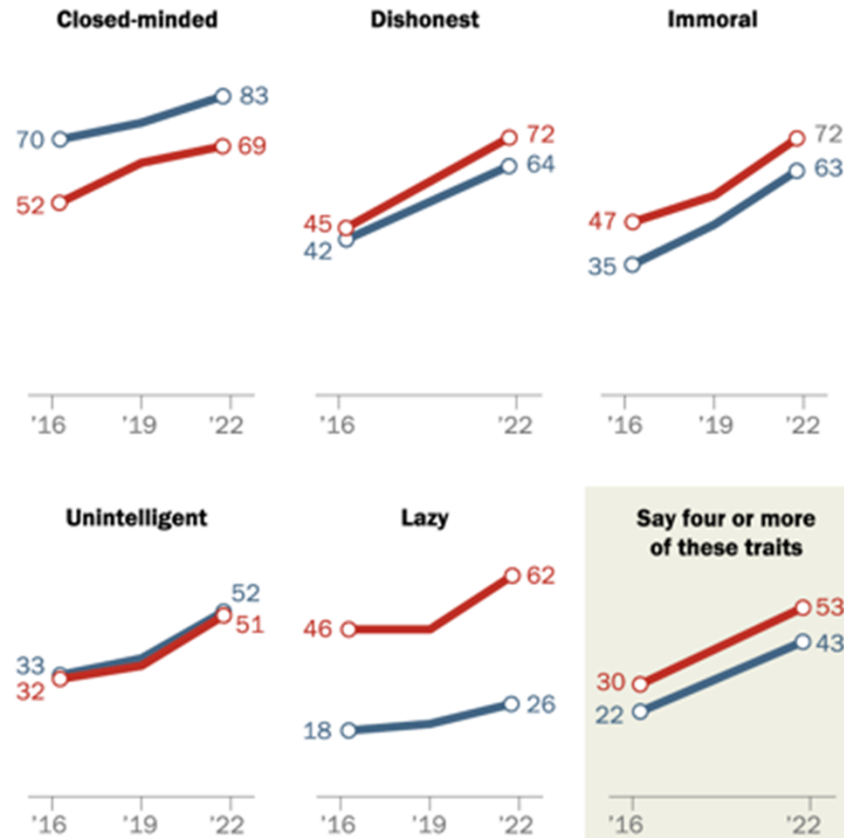 Closed-minded
83
70
69
52
'16 '19 '22
Dishonest
72
64
45
42
'16 '22
Immoral
72
63
47
35
'16 '19 '22
Unintelligent
52
51
33
32
'16 '19 '22
Lazy
62
46
26
18
'16 '19 '22
Say four or more
of these traits
53
43
30
22
'16 '22